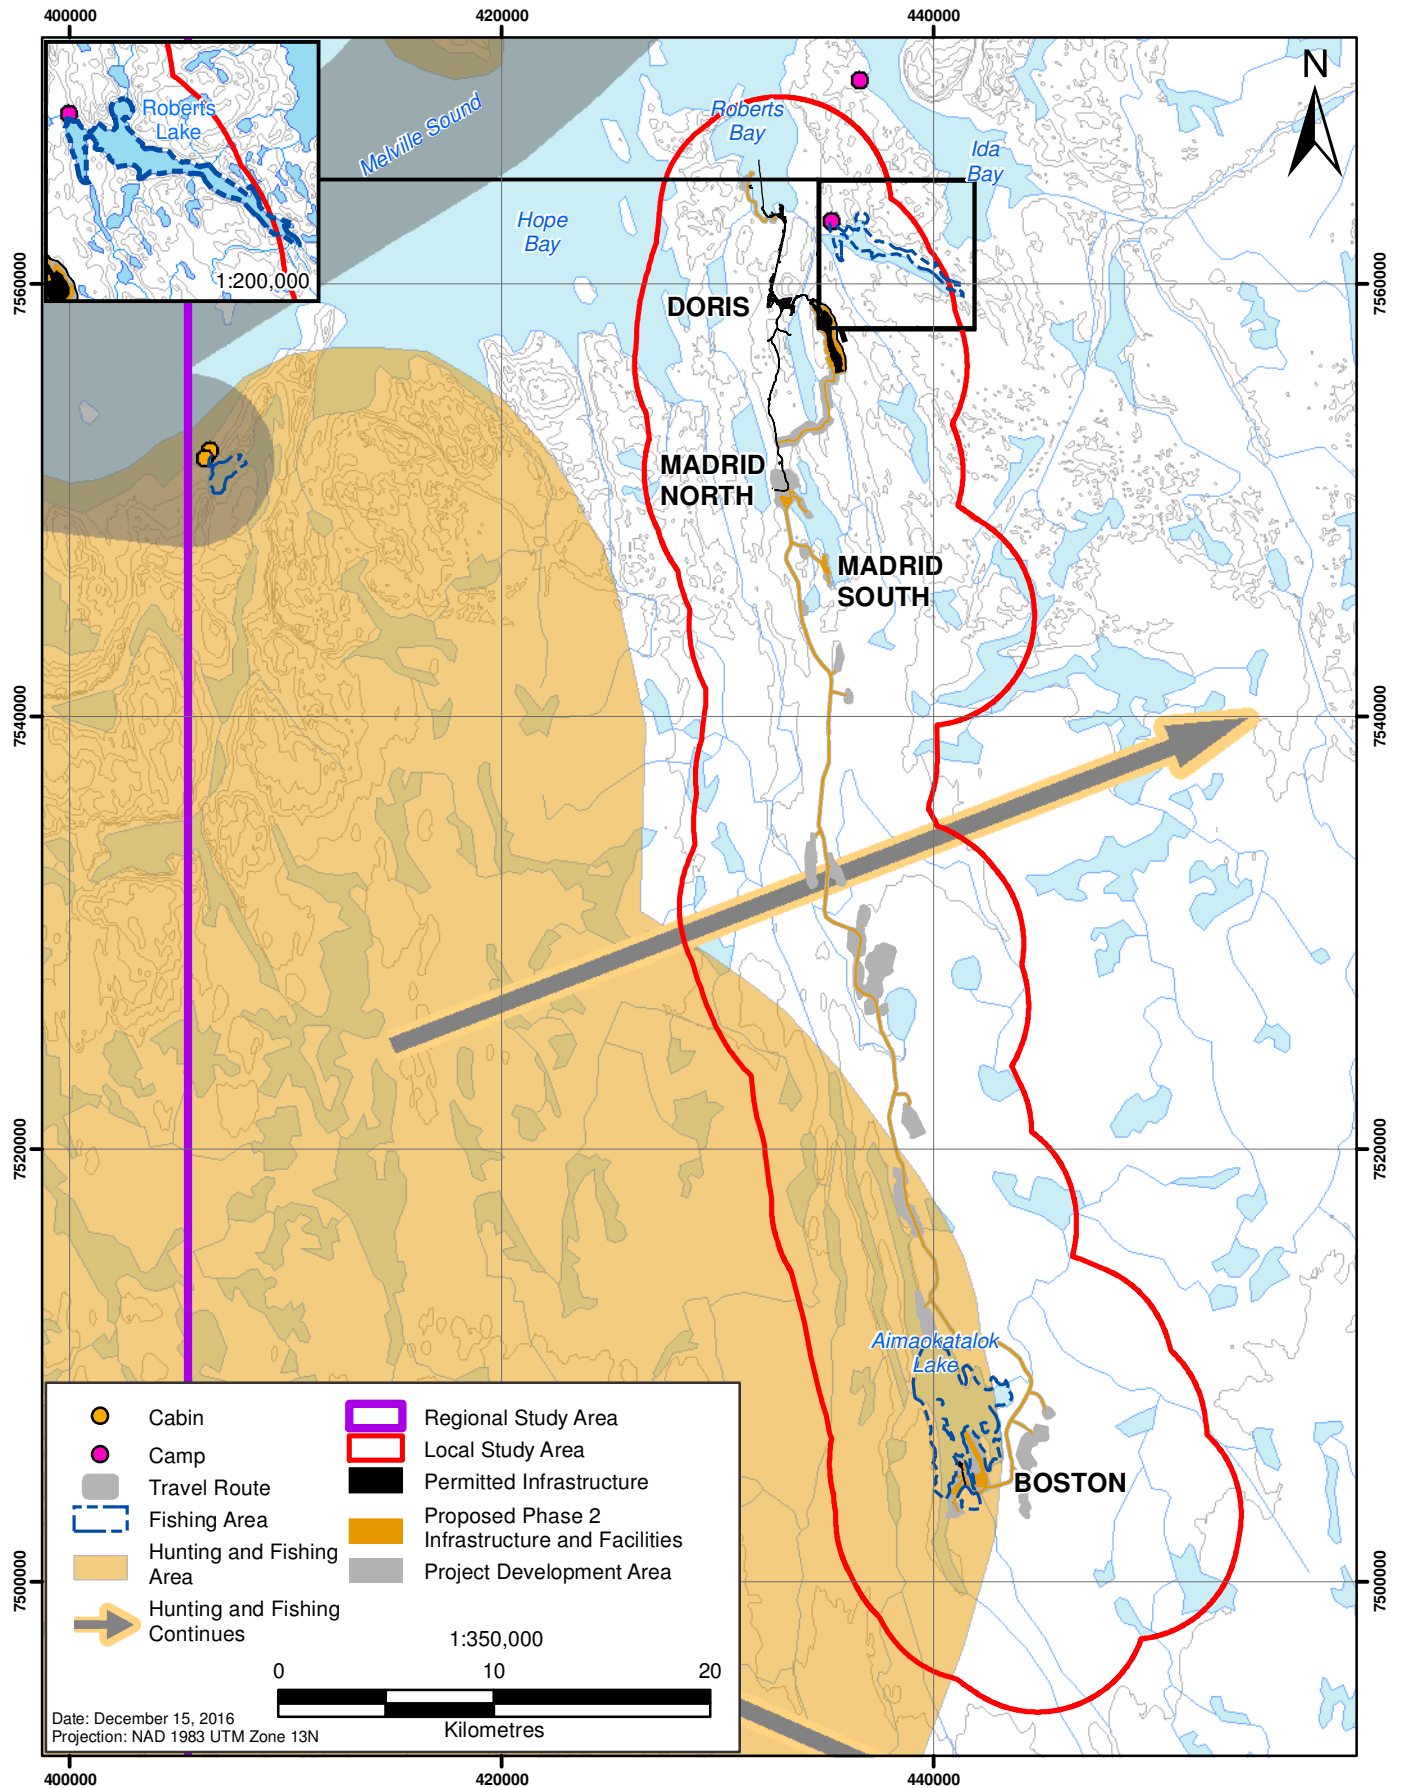 400000
420000
440000
Roberts
Lake
1:200,000
Melville Sound
Roberts
Bay
Ida
Bay
N
Hope
Bay
7560000
7560000
DORIS
MADRID
NORTH
MADRID
SOUTH
7540000
7540000
7520000
7520000
Aimaokatalok
Lake
BOSTON
7500000
7500000
Cabin
Camp
Travel Route
Fishing Area
Hunting and Fishing
Area
Hunting and Fishing
Continues
Regional Study Area
Local Study Area
Permitted Infrastructure
Proposed Phase 2
Infrastructure and Facilities
Project Development Area
1:350,000
0 10 20
Kilometres
Date: December 15, 2016
Projection: NAD 1983 UTM Zone 13N
400000
420000
440000